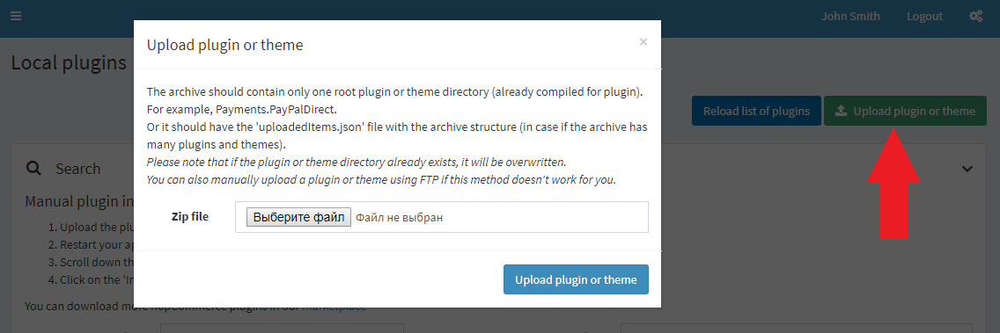 John Smith Logout
Upload plugin or theme ×
Local plugins
The archive should contain only one root plugin or theme directory (already compiled for plugin).
For example, Payments.PayPalDirect.
Reload list of plugins Upload plugin or theme
Or it should have the 'uploadedItems.json' file with the archive structure (in case if the archive has
many plugins and themes).
Please note that if the plugin or theme directory already exists, it will be overwritten.
You can also manually upload a plugin or theme using FTP if this method doesn't work for you.
Search
Manual plugin in
Zip file Выберите файл Файл не выбран
1. Upload the plu
2. Restart your ap
3. Scroll down th
4. Click on the 'In
Upload plugin or theme
You can download more nopCommerce plugins in our marketplace